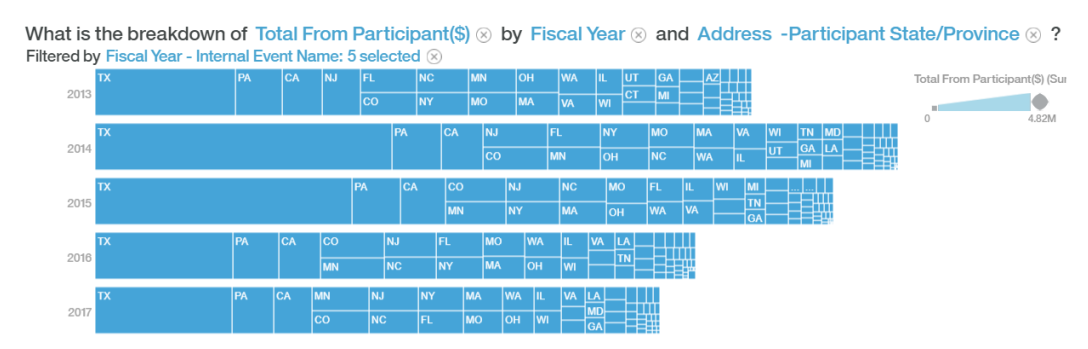 What is the breakdown of Total From Participant($) by Fiscal Year and Address -Participant State/Province ?
Filtered by Fiscal Year - Internal Event Name: 5 selected
Total From Participant($) (Sur
0 4.82M
2013
TX PA CA NJ FL NC MN OH WA IL UT GA AZ
CO NY MO MA VA WI CT MI
2014
TX PA CA NJ FL NY MO MA VA WI TN MD
CO MN OH NC WA IL UT GA LA
MI
2015
TX PA CA CO NJ NC MO FL IL WI MI
MN NY MA OH WA VA TN
GA
2016
TX PA CA CO NJ FL MO WA IL VA LA
MN NC NY MA OH WI TN
2017
TX PA CA MN NJ NY MA WA IL VA LA
CO NC FL MO OH WI MD
GA